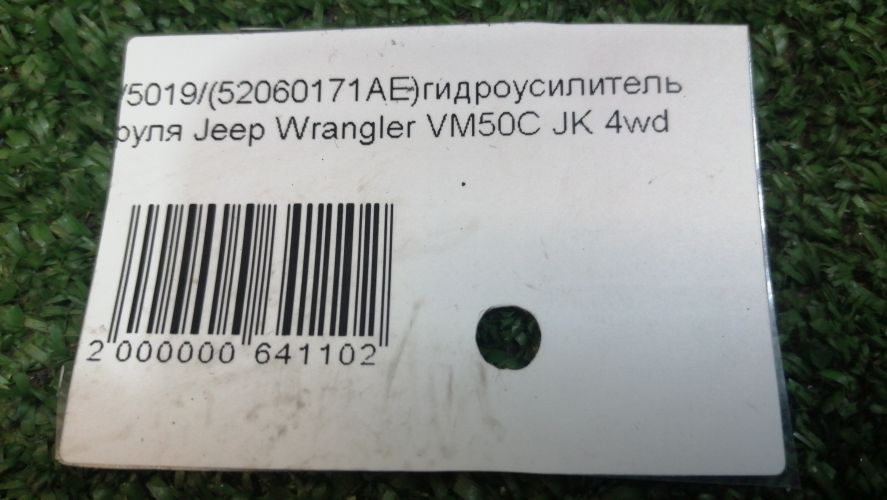 /5019/(52060171AE)гидроусилитель
руля Jeep Wrangler VM50C JK 4wd
2 000000 641102